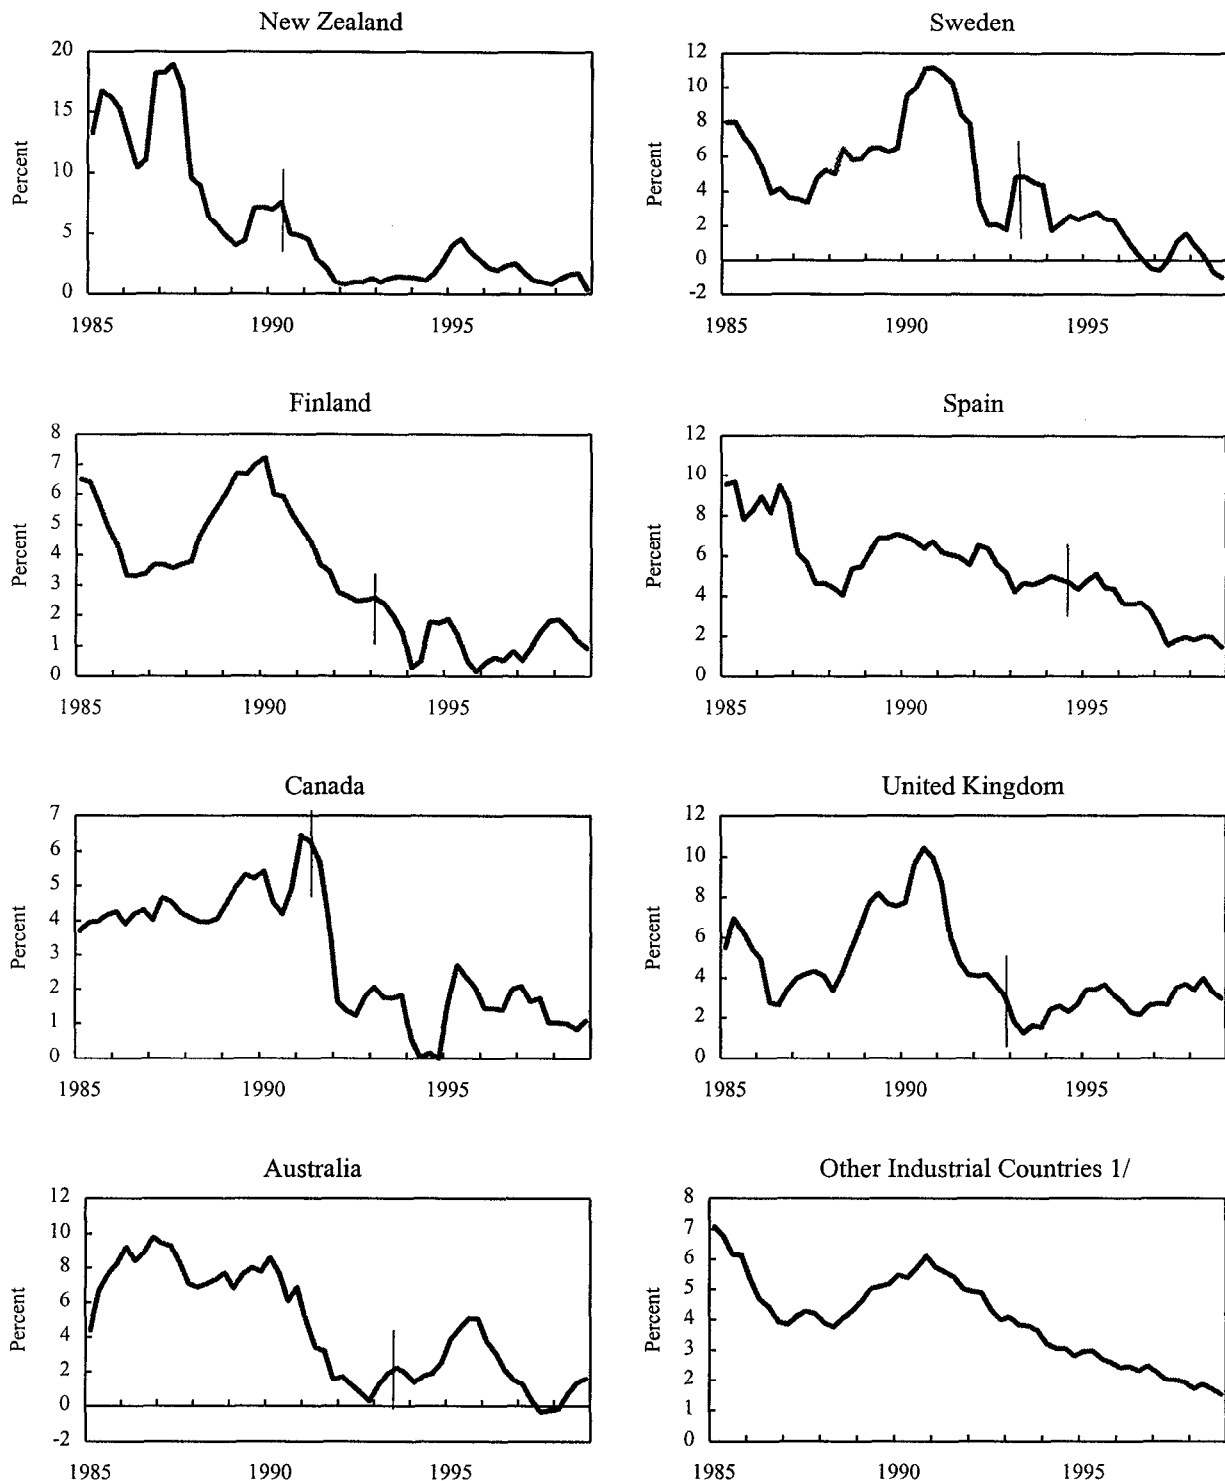 New Zealand
20
15
10
5
0
Percent
1985 1990 1995
Sweden
12
10
8
6
4
2
0
-2
Percent
1985 1990 1995
Finland
8
7
6
5
4
3
2
1
0
Percent
1985 1990 1995
Spain
12
10
8
6
4
2
0
Percent
1985 1990 1995
Canada
7
6
5
4
3
2
1
0
Percent
1985 1990 1995
United Kingdom
12
10
8
6
4
2
0
Percent
1985 1990 1995
Australia
12
10
8
6
4
2
0
-2
Percent
1985 1990 1995
Other Industrial Countries 1/
8
7
6
5
4
3
2
1
0
Percent
1985 1990 1995